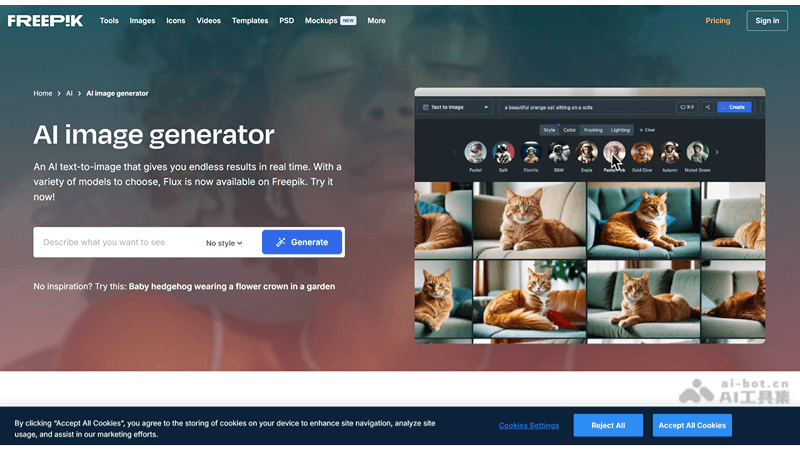 FREEPIK
Tools Images Icons Videos Templates PSD Mockups NEW More
Pricing Sign in
Home > AI > AI image generator
AI image generator
An AI text-to-image that gives you endless results in real time. With a
variety of models to choose, Flux is now available on Freepik. Try it
now!
Describe what you want to see No style Generate
No inspiration? Try this: Baby hedgehog wearing a flower crown in a garden
Text to Image a beautiful orange cat sitting on a sofa Create
Style Color Framing Lighting × Clear
Pastel Electric B&W Sepia Pastel Pink Gold Glow Autumn Muted Green
ai-bot.cn
AI工具集
By clicking “Accept All Cookies”, you agree to the storing of cookies on your device to enhance site navigation, analyze site
usage, and assist in our marketing efforts.
Cookies Settings Reject All Accept All Cookies